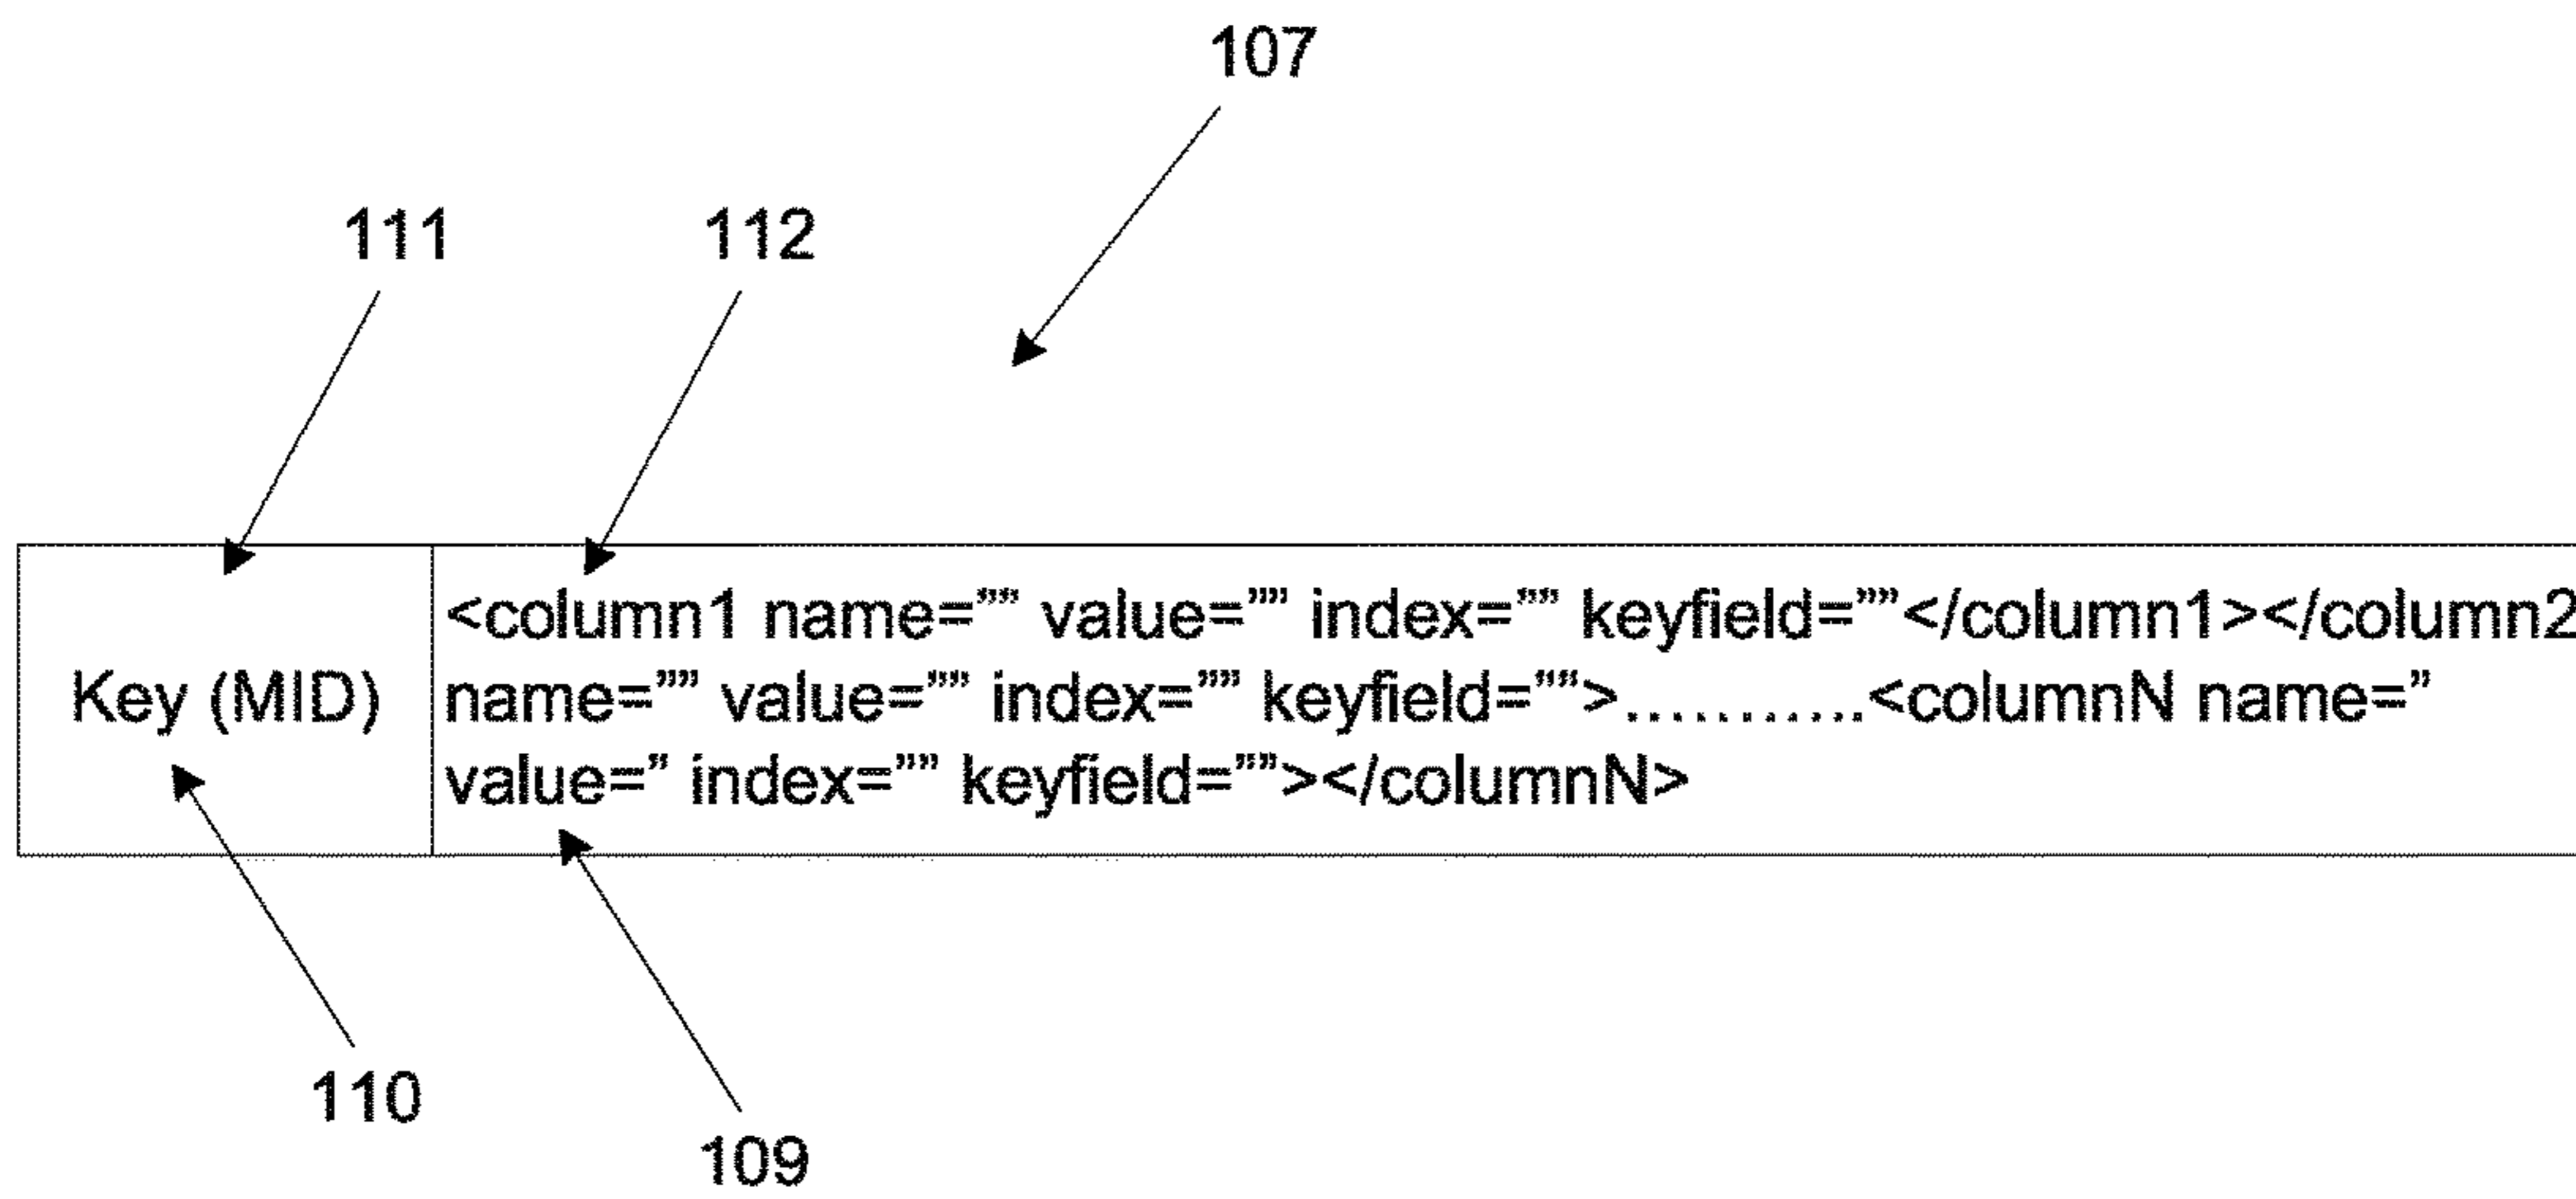 107
111
112
<column1 name=”” value=”” index=”” keyfield=””</column1></column2
Key (MID)
name=”” value=”” index=”” keyfield=””>...........<columnN name=”
value=” index=”” keyfield=””></columnN>
110
109